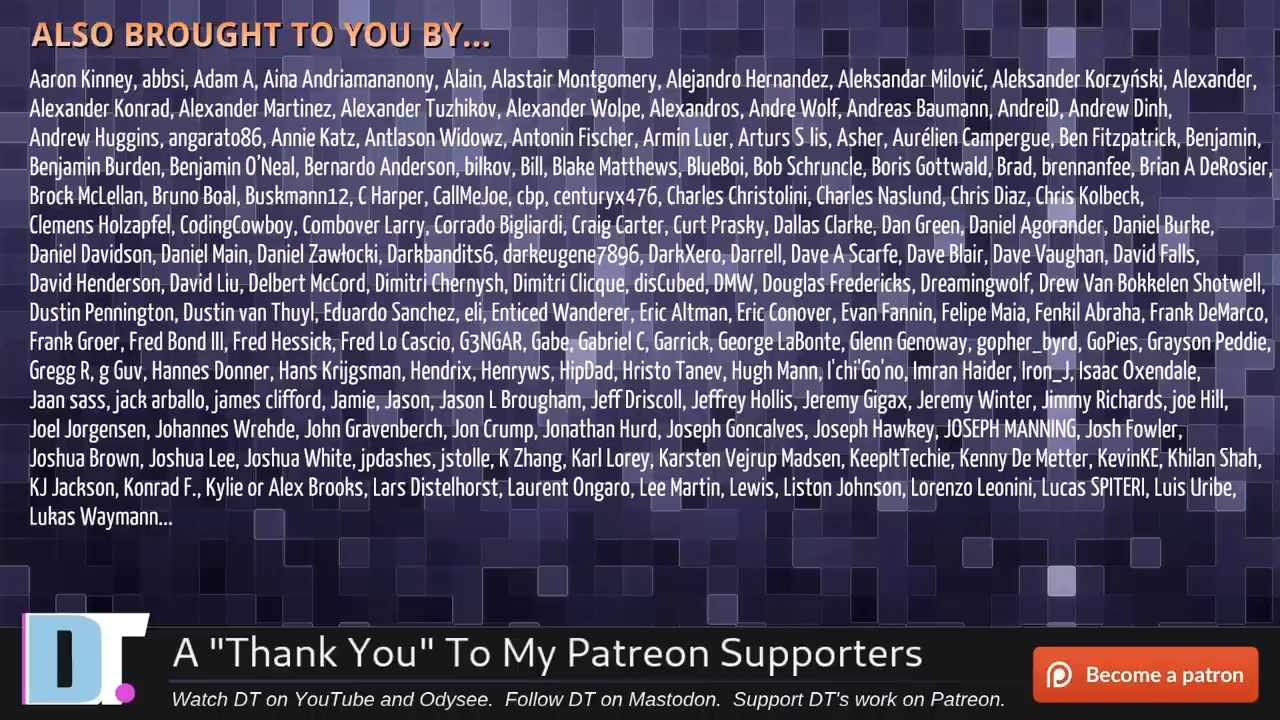 ALSO BROUGHT TO YOU BY...
Aaron Kinney, abbsi, Adam A, Aina Andriamananony, Alain, Alastair Montgomery, Alejandro Hernandez, Aleksandar Milović, Aleksander Korzyński, Alexander,
Alexander Konrad, Alexander Martinez, Alexander Tuzhikov, Alexander Wolpe, Alexandros, Andre Wolf, Andreas Baumann, AndreiD, Andrew Dinh,
Andrew Huggins, angarato86, Annie Katz, Antlason Widowz, Antonin Fischer, Armin Luer, Arturs S lis, Asher, Aurélien Campergue, Ben Fitzpatrick, Benjamin,
Benjamin Burden, Benjamin O'Neal, Bernardo Anderson, bilkov, Bill, Blake Matthews, BlueBoi, Bob Schruncle, Boris Gottwald, Brad, brennanfee, Brian A DeRosier,
Brock McLellan, Bruno Boal, Buskmann12, C Harper, CallMeJoe, cbp, centuryx476, Charles Christolini, Charles Naslund, Chris Diaz, Chris Kolbeck,
Clemens Holzapfel, CodingCowboy, Combover Larry, Corrado Bigliardi, Craig Carter, Curt Prasky, Dallas Clarke, Dan Green, Daniel Agorander, Daniel Burke,
Daniel Davidson, Daniel Main, Daniel Zawłocki, Darkbandits6, darkeugene7896, DarkXero, Darrell, Dave A Scarfe, Dave Blair, Dave Vaughan, David Falls,
David Henderson, David Liu, Delbert McCord, Dimitri Chernysh, Dimitri Clicque, disCubed, DMW, Douglas Fredericks, Dreamingwolf, Drew Van Bokkelen Shotwell,
Dustin Pennington, Dustin van Thuyl, Eduardo Sanchez, eli, Enticed Wanderer, Eric Altman, Eric Conover, Evan Fannin, Felipe Maia, Fenkil Abraha, Frank DeMarco,
Frank Groer, Fred Bond III, Fred Hessick, Fred Lo Cascio, G3NGAR, Gabe, Gabriel C, Garrick, George LaBonte, Glenn Genoway, gopher_byrd, GoPies, Grayson Peddie,
Gregg R, g Guv, Hannes Donner, Hans Krijgsman, Hendrix, Henryws, HipDad, Hristo Tanev, Hugh Mann, I'chi'Go'no, Imran Haider, Iron_J, Isaac Oxendale,
Jaan sass, jack arballo, james clifford, Jamie, Jason, Jason L Brougham, Jeff Driscoll, Jeffrey Hollis, Jeremy Gigax, Jeremy Winter, Jimmy Richards, joe Hill,
Joel Jorgensen, Johannes Wrehde, John Gravenberch, Jon Crump, Jonathan Hurd, Joseph Goncalves, Joseph Hawkey, JOSEPH MANNING, Josh Fowler,
Joshua Brown, Joshua Lee, Joshua White, jpdashes, jstolle, K Zhang, Karl Lorey, Karsten Vejrup Madsen, KeepItTechie, Kenny De Metter, KevinKE, Khilan Shah,
KJ Jackson, Konrad F., Kylie or Alex Brooks, Lars Distelhorst, Laurent Ongaro, Lee Martin, Lewis, Liston Johnson, Lorenzo Leonini, Lucas SPITERI, Luis Uribe,
Lukas Waymann...
DT.
A "Thank You" To My Patreon Supporters
Watch DT on YouTube and Odysee. Follow DT on Mastodon. Support DT's work on Patreon.
Become a patron